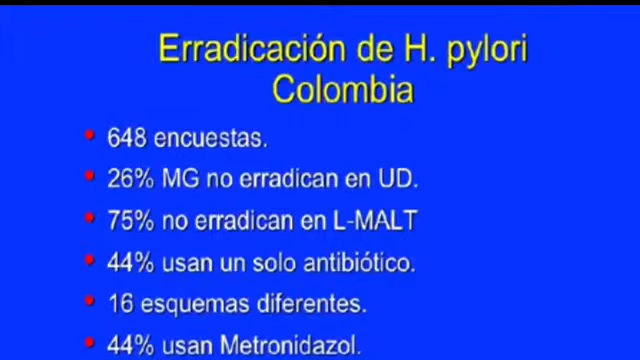 Erradicación de H. pylori
Colombia
• 648 encuestas.
• 26% MG no erradican en UD.
• 75% no erradican en L-MALT
• 44% usan un solo antibiótico.
• 16 esquemas diferentes.
• 44% usan Metronidazol.